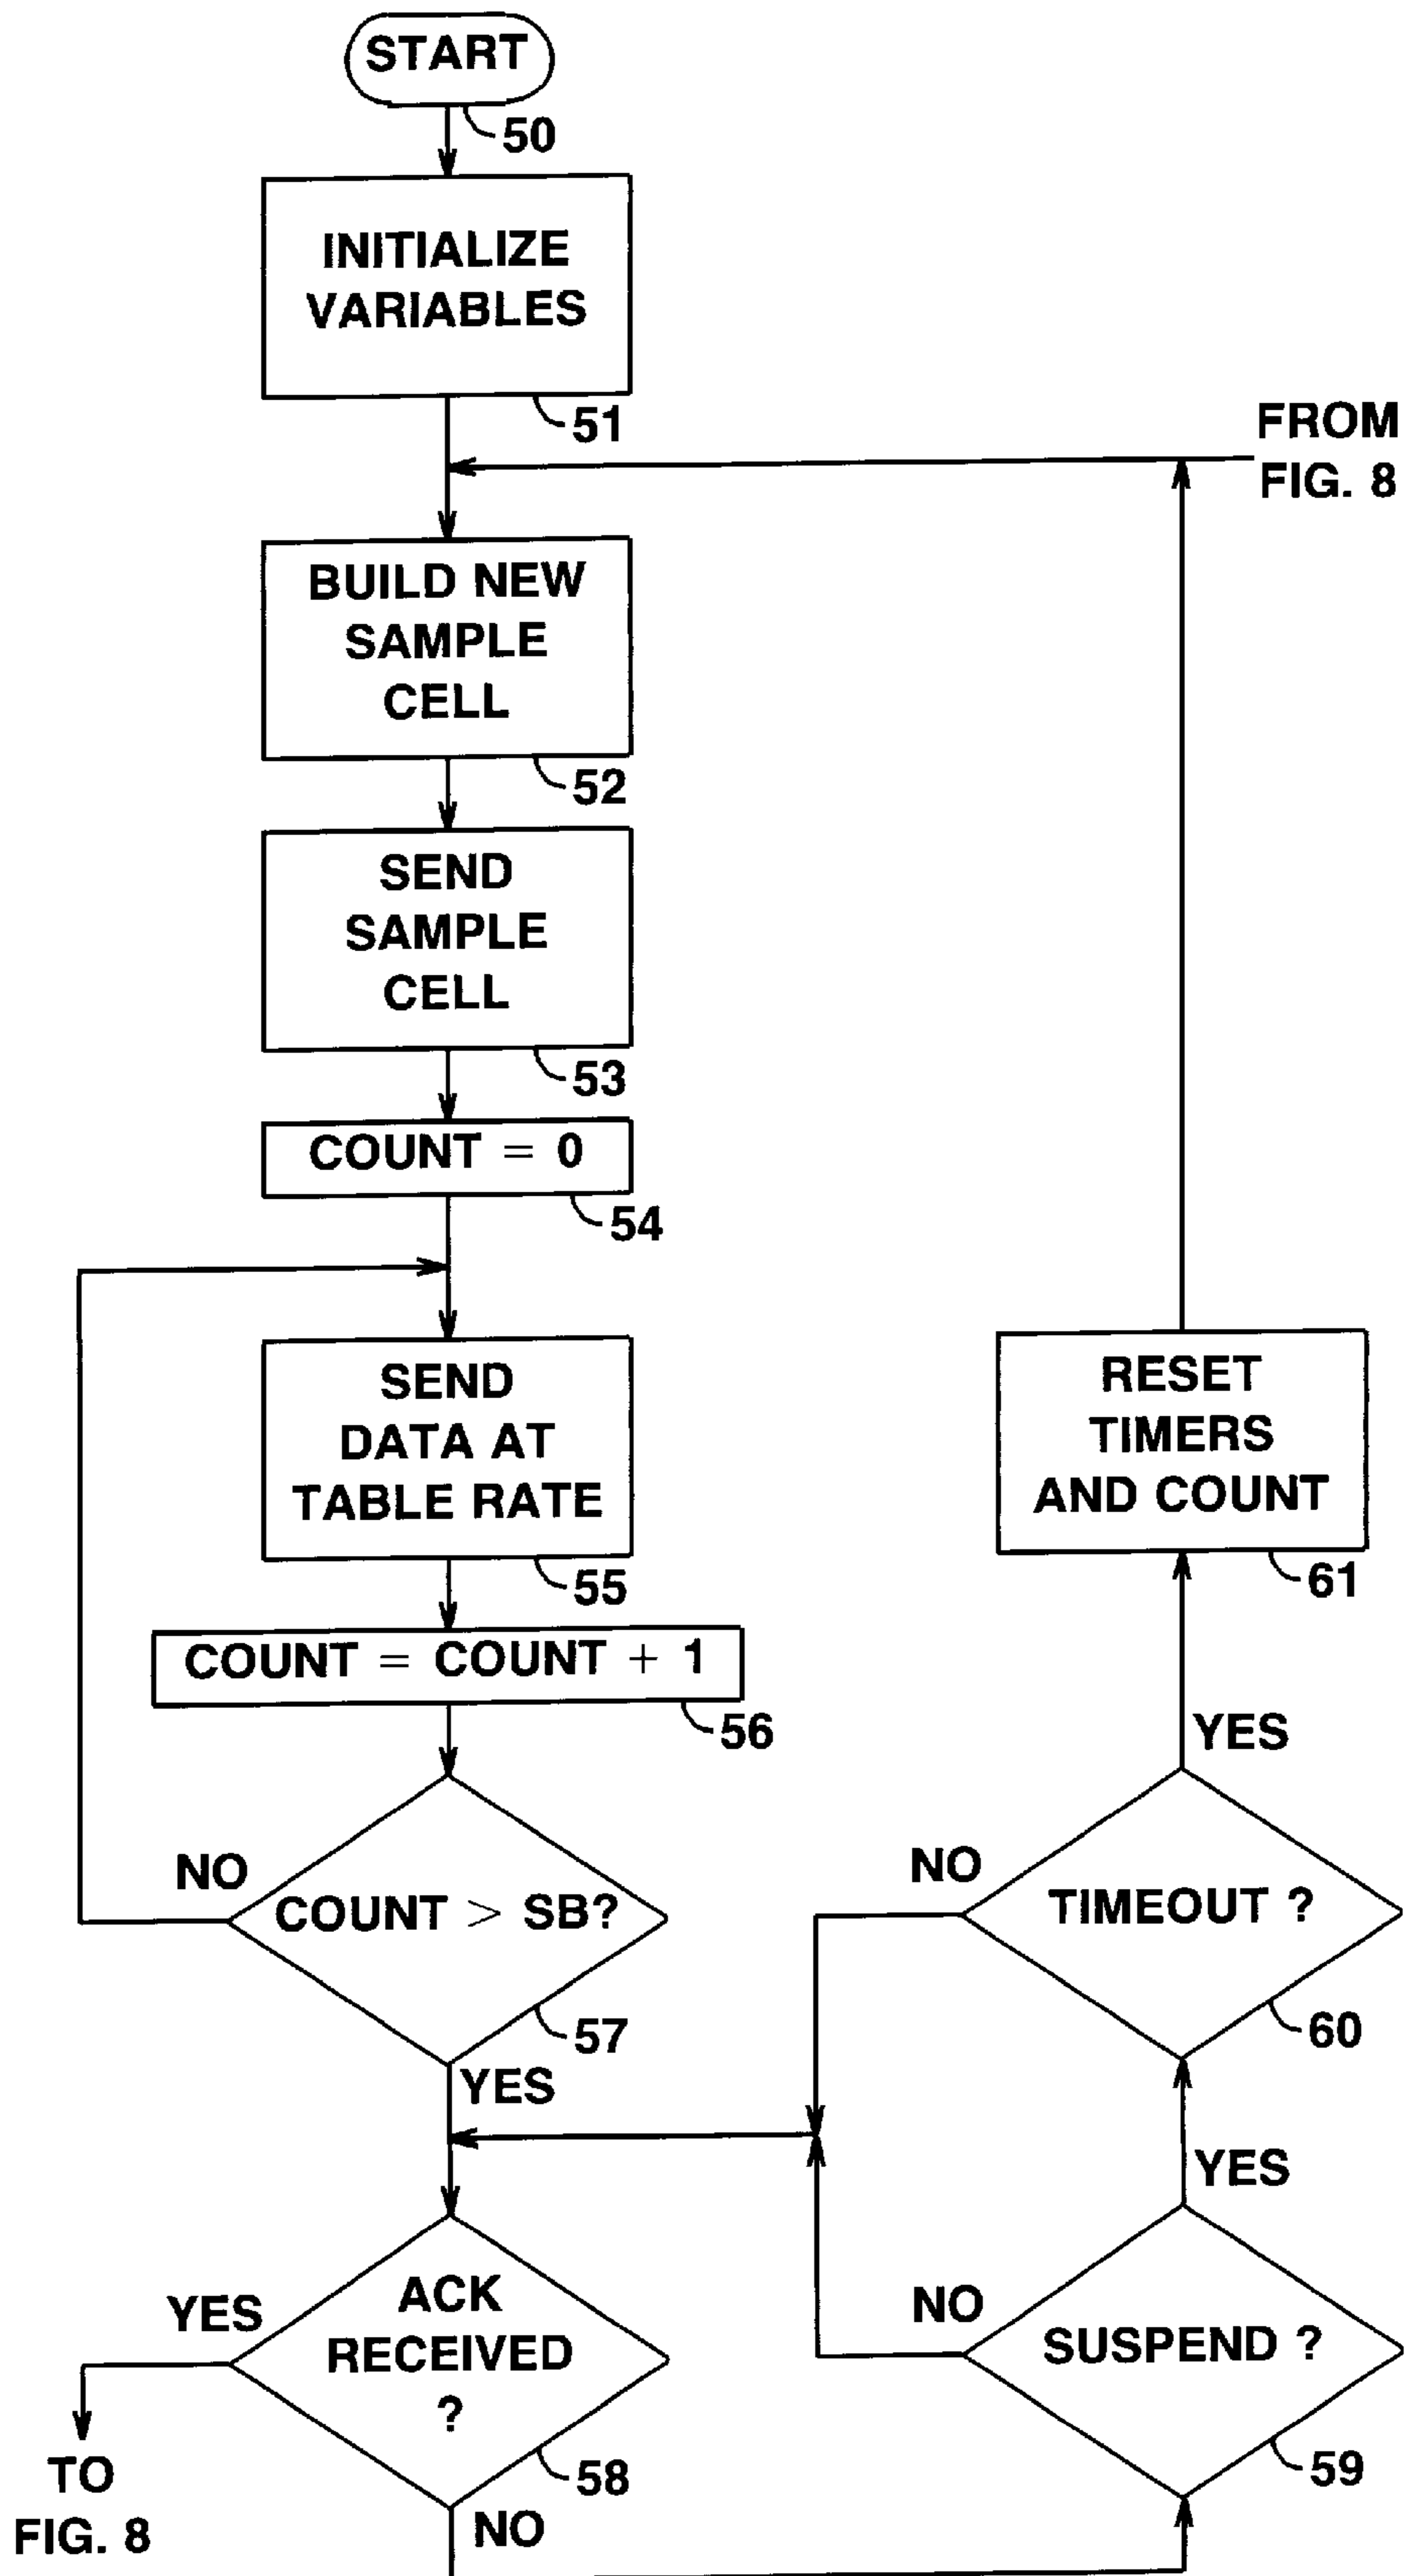 START
50
INITIALIZE
VARIABLES
51
FROM
FIG. 8
BUILD NEW
SAMPLE
CELL
52
SEND
SAMPLE
CELL
53
COUNT = 0
54
SEND
DATA AT
TABLE RATE
55
RESET
TIMERS
AND COUNT
61
COUNT = COUNT + 1
56
YES
NO
COUNT > SB?
57
YES
NO
TIMEOUT ?
60
YES
YES
ACK
RECEIVED
?
58
NO
NO
SUSPEND ?
59
TO
FIG. 8